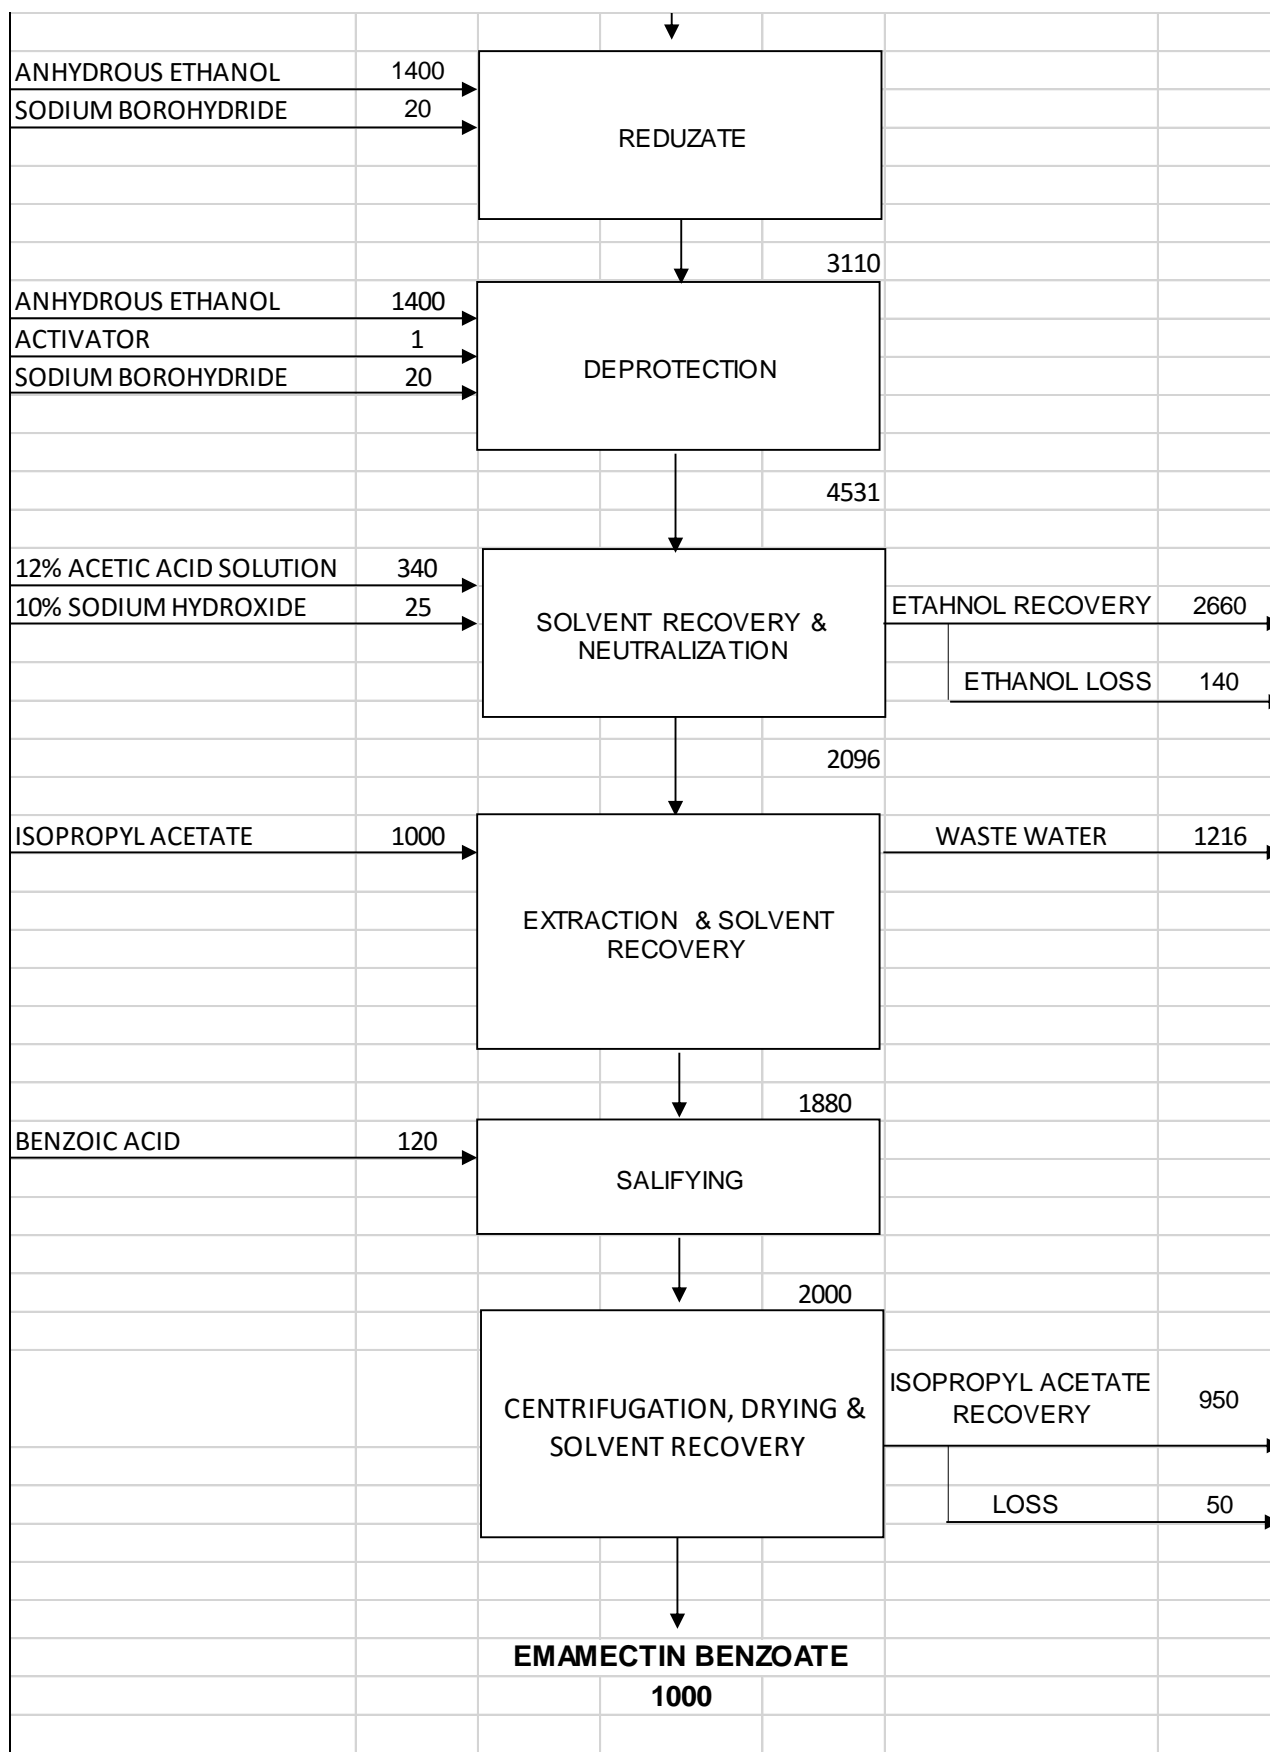 ANHYDROUS ETHANOL 1400
SODIUM BOROHYDRIDE 20
REDUZATE
3110
ANHYDROUS ETHANOL 1400
ACTIVATOR 1
SODIUM BOROHYDRIDE 20
DEPROTECTION
4531
12% ACETIC ACID SOLUTION 340
10% SODIUM HYDROXIDE 25
SOLVENT RECOVERY &
NEUTRALIZATION
ETAHNOL RECOVERY 2660
ETHANOL LOSS 140
2096
ISOPROPYL ACETATE 1000
WASTE WATER 1216
EXTRACTION & SOLVENT
RECOVERY
1880
BENZOIC ACID 120
SALIFYING
2000
CENTRIFUGATION, DRYING &
SOLVENT RECOVERY
ISOPROPYL ACETATE
RECOVERY
950
LOSS 50
EMAMECTIN BENZOATE
1000